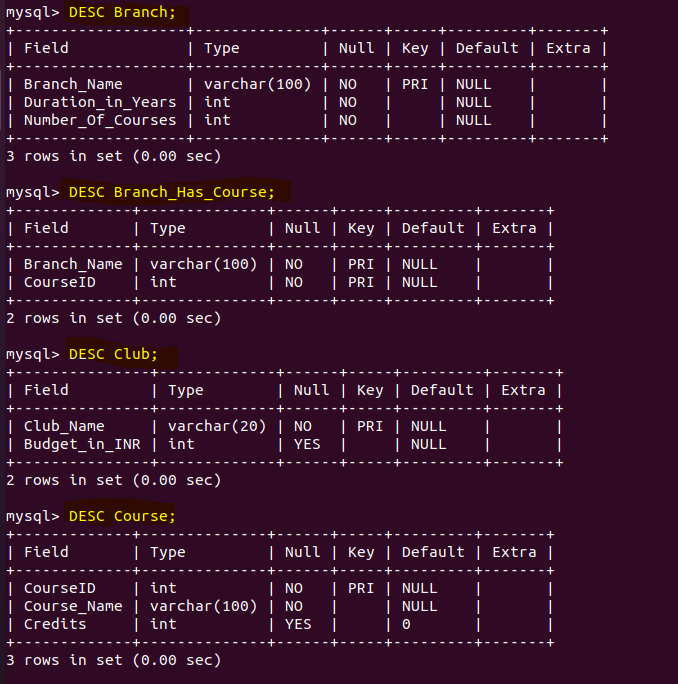 mysql> DESC Branch;
+-------------------+--------------+------+-----+---------+-------+
| Field             | Type         | Null | Key | Default | Extra |
+-------------------+--------------+------+-----+---------+-------+
| Branch_Name       | varchar(100) | NO   | PRI | NULL    |       |
| Duration_in_Years | int          | NO   |     | NULL    |       |
| Number_Of_Courses | int          | NO   |     | NULL    |       |
+-------------------+--------------+------+-----+---------+-------+
3 rows in set (0.00 sec)

mysql> DESC Branch_Has_Course;
+-------------+--------------+------+-----+---------+-------+
| Field       | Type         | Null | Key | Default | Extra |
+-------------+--------------+------+-----+---------+-------+
| Branch_Name | varchar(100) | NO   | PRI | NULL    |       |
| CourseID    | int          | NO   | PRI | NULL    |       |
+-------------+--------------+------+-----+---------+-------+
2 rows in set (0.00 sec)

mysql> DESC Club;
+---------------+-------------+------+-----+---------+-------+
| Field         | Type        | Null | Key | Default | Extra |
+---------------+-------------+------+-----+---------+-------+
| Club_Name     | varchar(20) | NO   | PRI | NULL    |       |
| Budget_in_INR | int         | YES  |     | NULL    |       |
+---------------+-------------+------+-----+---------+-------+
2 rows in set (0.00 sec)

mysql> DESC Course;
+-------------+--------------+------+-----+---------+-------+
| Field       | Type         | Null | Key | Default | Extra |
+-------------+--------------+------+-----+---------+-------+
| CourseID    | int          | NO   | PRI | NULL    |       |
| Course_Name | varchar(100) | NO   |     | NULL    |       |
| Credits     | int          | YES  |     | 0       |       |
+-------------+--------------+------+-----+---------+-------+
3 rows in set (0.00 sec)